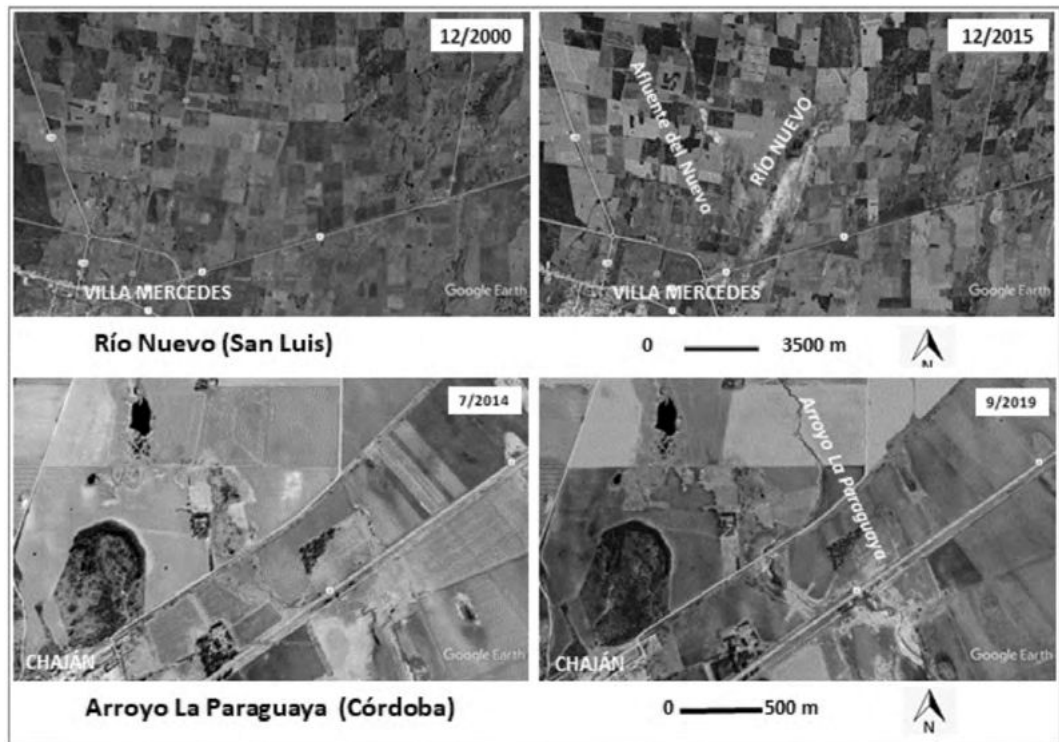 12/2000
VILLA MERCEDES
Google Earth
12/2015
Afluente del Nuevo
RÍO NUEVO
VILLA MERCEDES
Google Earth
Río Nuevo (San Luis)
0 3500 m
N
7/2014
CHAJÁN
Google Earth
9/2019
Arroyo La Paraguaya
CHAJÁN
Google Earth
Arroyo La Paraguaya (Córdoba)
0 500 m
N